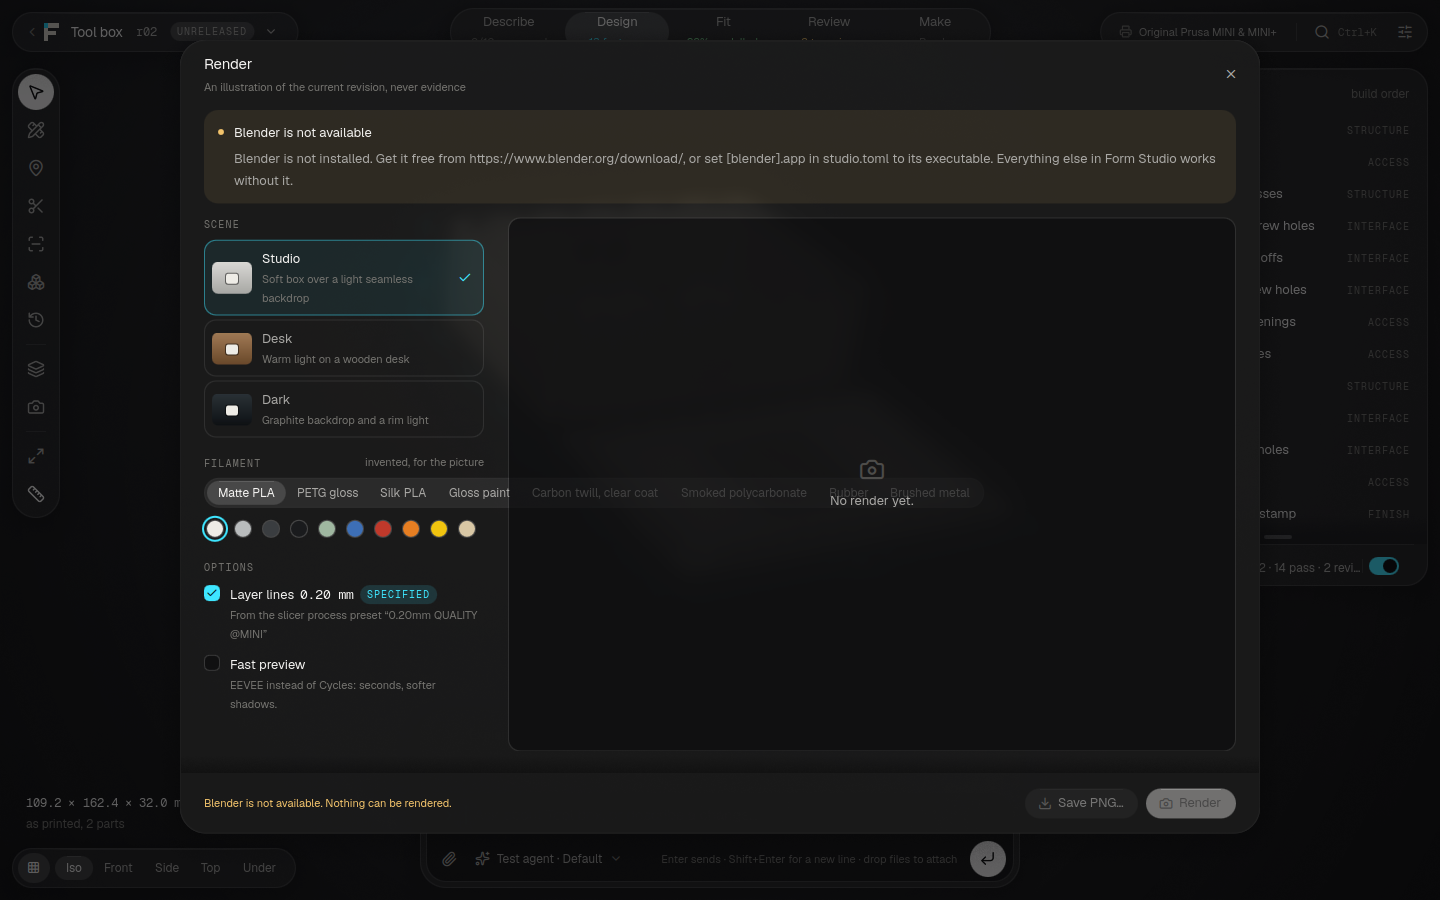 Tool box r02 UNRELEASED
Describe Design Fit Review Make
Original Prusa MINI & MINI+ Ctrl+K
Render
An illustration of the current revision, never evidence
Blender is not available
Blender is not installed. Get it free from https://www.blender.org/download/, or set [blender].app in studio.toml to its executable. Everything else in Form Studio works
without it.
SCENE
Studio
Soft box over a light seamless
backdrop
Desk
Warm light on a wooden desk
Dark
Graphite backdrop and a rim light
FILAMENT invented, for the picture
Matte PLA PETG gloss Silk PLA Gloss paint Carbon twill, clear coat Smoked polycarbonate Rubber Brushed metal
No render yet.
OPTIONS
Layer lines 0.20 mm SPECIFIED
From the slicer process preset “0.20mm QUALITY
@MINI”
Fast preview
EEVEE instead of Cycles: seconds, softer
shadows.
Blender is not available. Nothing can be rendered.
Save PNG... Render
build order
STRUCTURE
ACCESS
STRUCTURE
holes INTERFACE
INTERFACE
holes INTERFACE
ACCESS
ACCESS
STRUCTURE
INTERFACE
holes INTERFACE
ACCESS
stamp FINISH
2 · 14 pass · 2 revi...
109.2 × 162.4 × 32.0
as printed, 2 parts
Iso Front Side Top Under
Test agent · Default Enter sends · Shift+Enter for a new line · drop files to attach